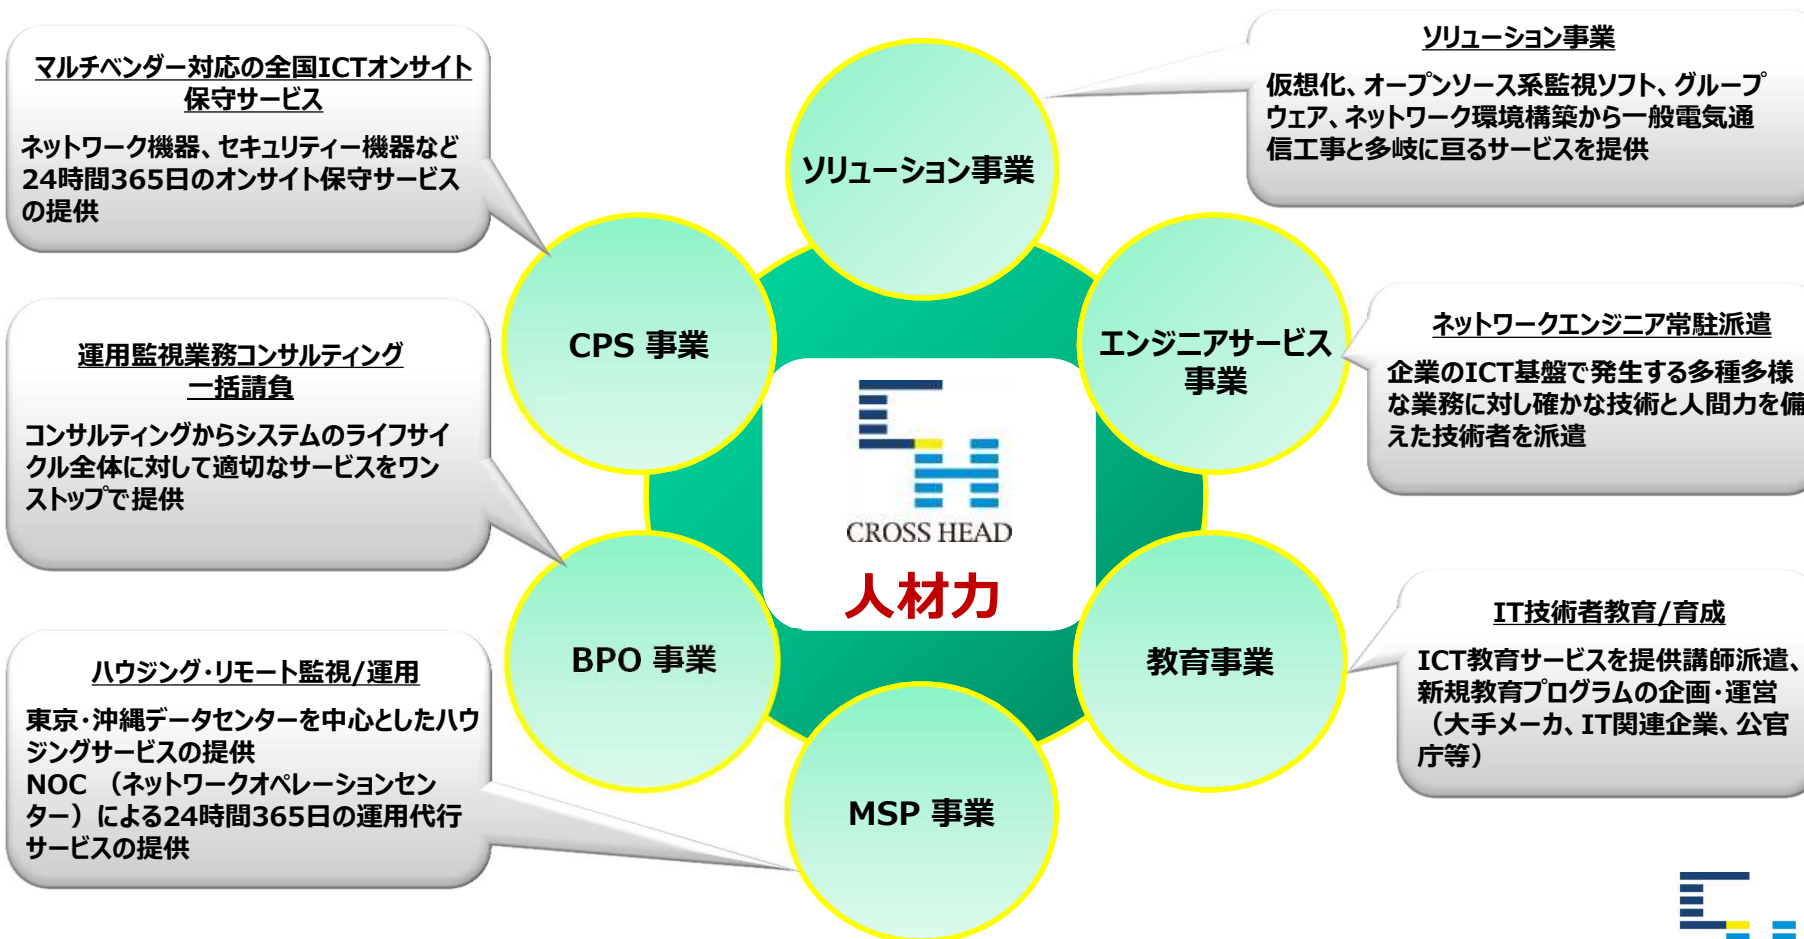 マルチベンダー対応の全国ICTオンサイト
保守サービス
ネットワーク機器、セキュリティー機器など
24時間365日のオンサイト保守サービス
の提供
運用監視業務コンサルティング
一括請負
コンサルティングからシステムのライフサイ
クル全体に対して適切なサービスをワン
ストップで提供
ハウジング・リモート監視/運用
東京・沖縄データセンターを中心としたハウ
ジングサービスの提供
NOC （ネットワークオペレーションセン
ター）による24時間365日の運用代行
サービスの提供
ソリューション事業
CPS 事業
エンジニアサービス
事業
CROSS HEAD
人材力
BPO 事業
教育事業
MSP 事業
ソリューション事業
仮想化、オープンソース系監視ソフト、グループ
ウェア、ネットワーク環境構築から一般電気通
信工事と多岐に亘るサービスを提供
ネットワークエンジニア常駐派遣
企業のICT基盤で発生する多種多様
な業務に対し確かな技術と人間力を備
えた技術者を派遣
IT技術者教育/育成
ICT教育サービスを提供講師派遣、
新規教育プログラムの企画・運営
（大手メーカ、IT関連企業、公官
庁等）